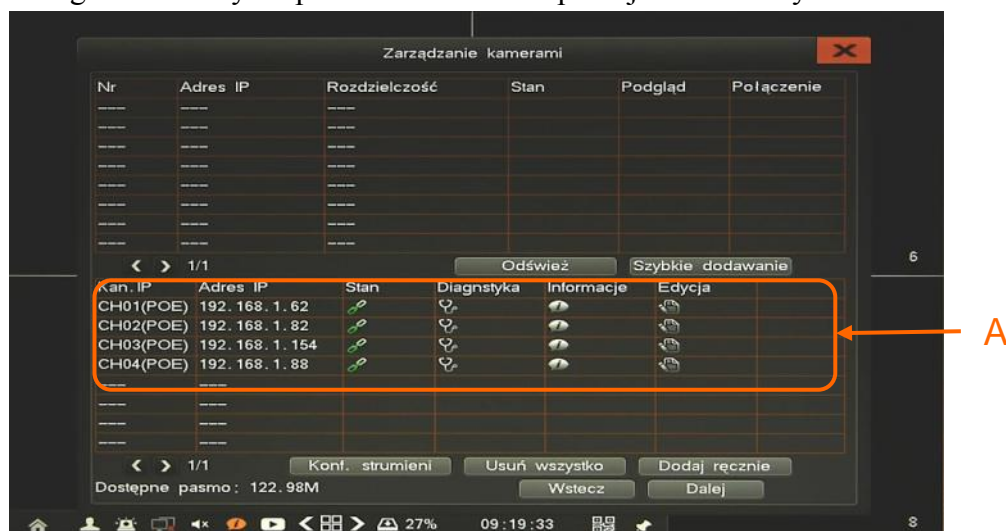 Zarządzanie kamerami
Nr Adres IP Rozdzielczość Stan Podgląd Połączenie
--- --- ---
--- --- ---
--- --- ---
--- --- ---
--- --- ---
--- --- ---
--- --- ---
--- --- ---
1/1 Odśwież Szybkie dodawanie
6
Kan.IP Adres IP Stan Diagnstyka Informacje Edycja
CH01(POE) 192.168.1.62
CH02(POE) 192.168.1.82
CH03(POE) 192.168.1.154
A
CH04(POE) 192.168.1.88
--- ---
--- ---
--- ---
--- ---
1/1 Konf. strumieni Usuń wszystko Dodaj ręcznie
Dostępne pasmo: 122.98M Wstecz Dalej
27% 09:19:33 8